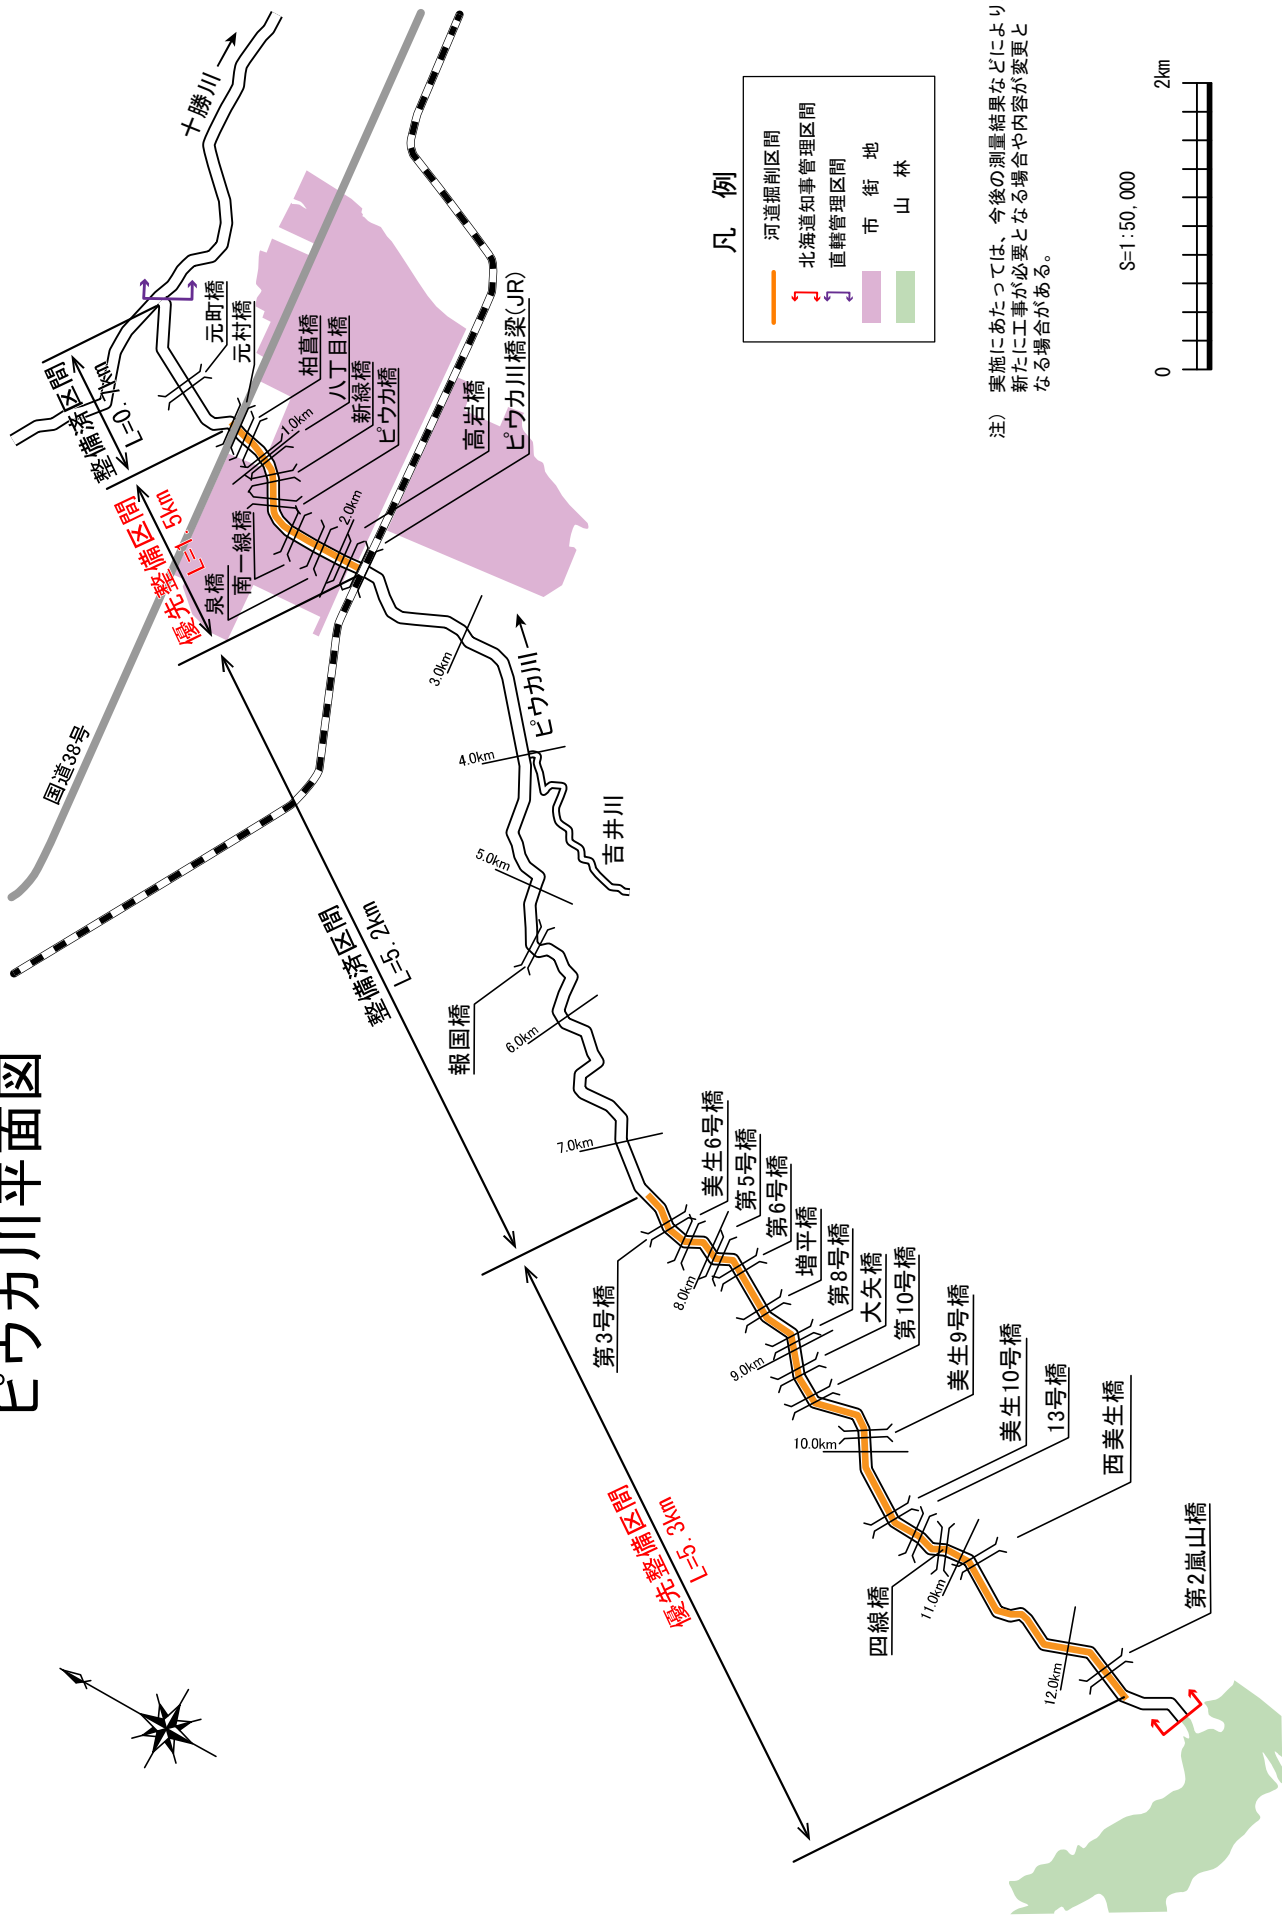 ピウカ川平面図
国道38号
十勝川
整備済区間
L=0.7km
優先整備区間
L=1.5km
整備済区間
L=5.2km
優先整備区間
L=5.3km
元町橋
元村橋
柏菖橋
八丁目橋
新緑橋
ピウカ橋
高岩橋
ピウカ川橋梁(JR)
南一線橋
泉橋
1.0km
2.0km
3.0km
4.0km
5.0km
6.0km
7.0km
8.0km
9.0km
10.0km
11.0km
12.0km
ピウカ川
吉井川
報国橋
第3号橋
美生6号橋
第5号橋
第6号橋
増平橋
第8号橋
大矢橋
第10号橋
美生9号橋
美生10号橋
13号橋
四線橋
西美生橋
第2嵐山橋
凡 例
河道掘削区間
北海道知事管理区間
直轄管理区間
市 街 地
山 林
注) 実施にあたっては、今後の測量結果などにより
新たに工事が必要となる場合や内容が変更と
なる場合がある。
S=1:50,000
0
2km